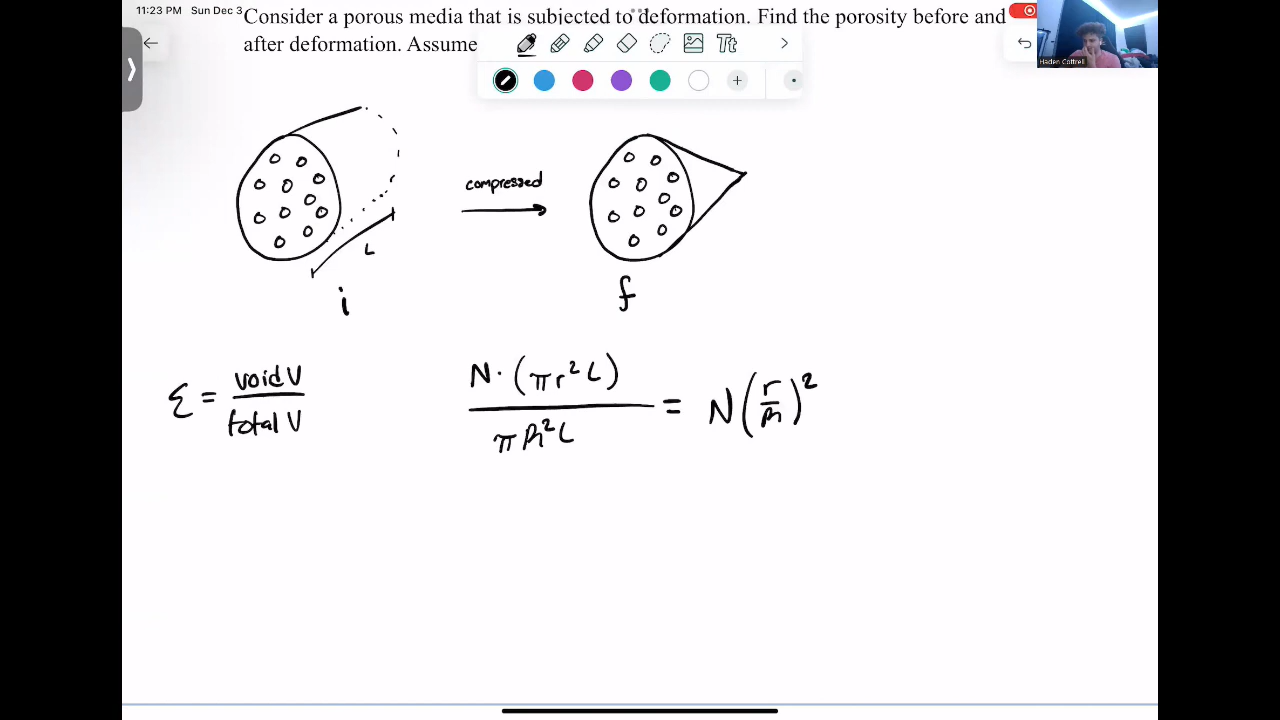 11:23 PM Sun Dec 3
Consider a porous media that is subjected to deformation. Find the porosity before and
after deformation. Assume
Tt
Haden Cottrell
compressed
L
i
f
ε = void V / total V
N · (πr²L) / πR²L = N(r/R)²